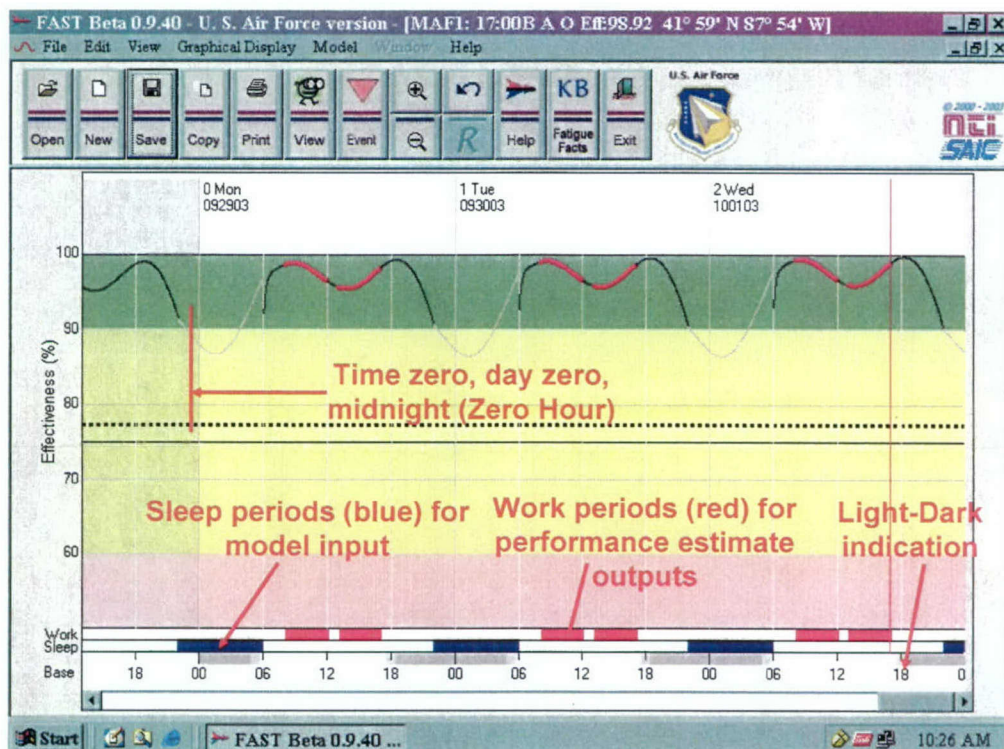 FAST Beta 0.9.40 - U. S. Air Force version - [MAF1: 17:00B A O Eff:98.92 41° 59' N 87° 54' W]
File Edit View Graphical Display Model Window Help
Open New Save Copy Print View Event R Help KB Fatigue Facts Exit
U.S. Air Force
NTI
SAIC
0 Mon 1 Tue 2 Wed
092903 093003 100103
100
90
80
70
60
Effectiveness (%)
Time zero, day zero,
midnight (Zero Hour)
Sleep periods (blue) for
model input
Work periods (red) for
performance estimate
outputs
Light-Dark
indication
Work
Sleep
Base 18 00 06 12 18 00 06 12 18 00 06 12 18 0
Start FAST Beta 0.9.40 ... 10:26 AM